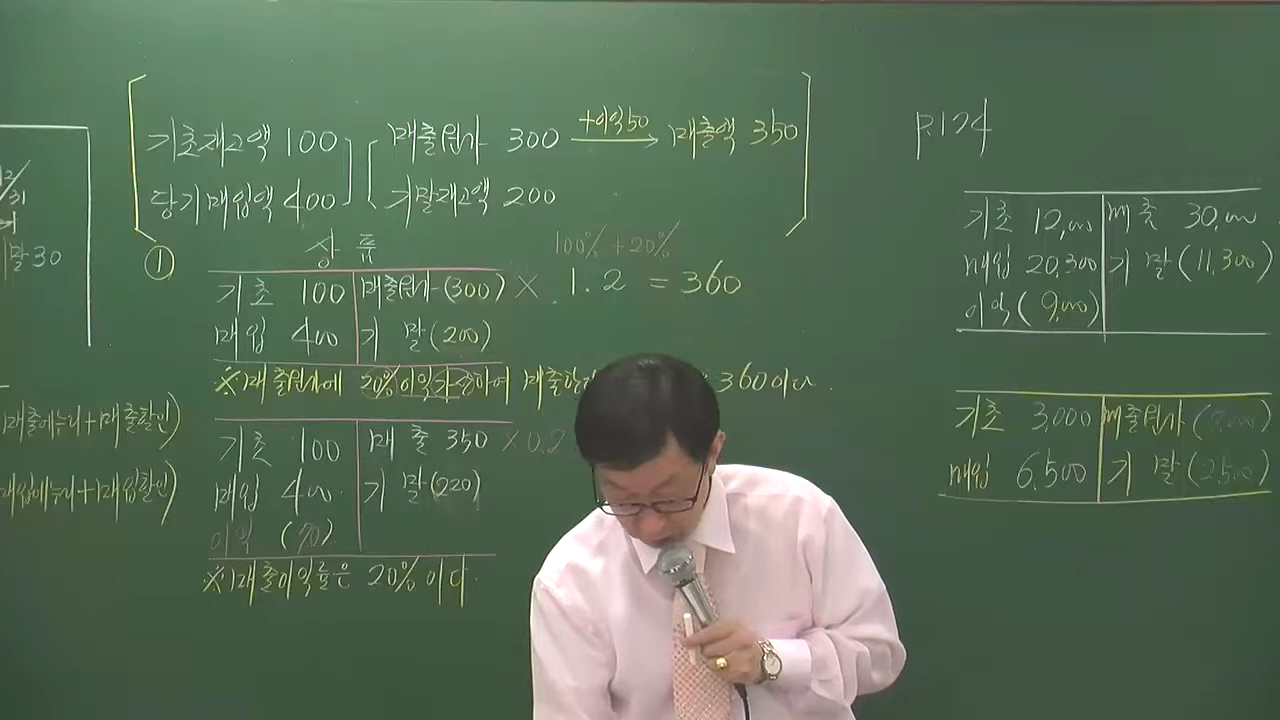 12/31
기말 30
매출에누리+매출할인)
매입에누리+매입할인)
기초재고액 100
당기매입액 400
매출원가 300 +이익50 → 매출액 350
기말재고액 200
①
상 품
100% + 20%
기 초 100 매출원가(300) × 1.2 = 360
매 입 400 기 말(200)
※매출원가에 20%이익가산하여 360이다.
기 초 100 매 출 350 × 0.2
매 입 400 기 말(220)
이 익 (70)
※매출이익률은 20%이다.
P.124
기 초 12,000 매 출 30,000
매입 20,300 기 말(11,300)
이 익(9,000)
기 초 3,000 매출원가
매입 6,500 기 말(2,500)